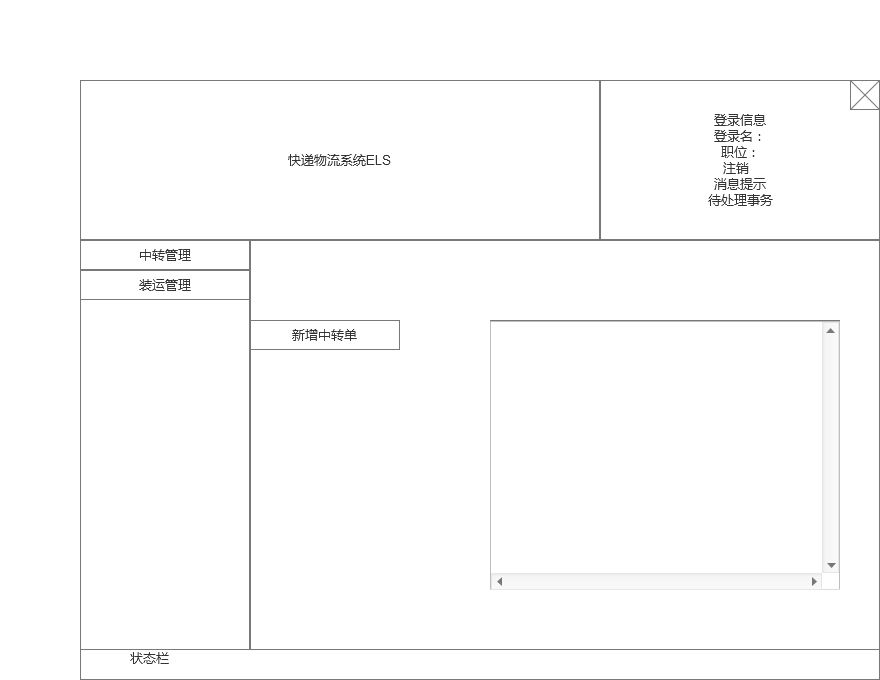 快递物流系统ELS
登录信息
登录名：
职位：
注销
消息提示
待处理事务
中转管理
装运管理
新增中转单
状态栏